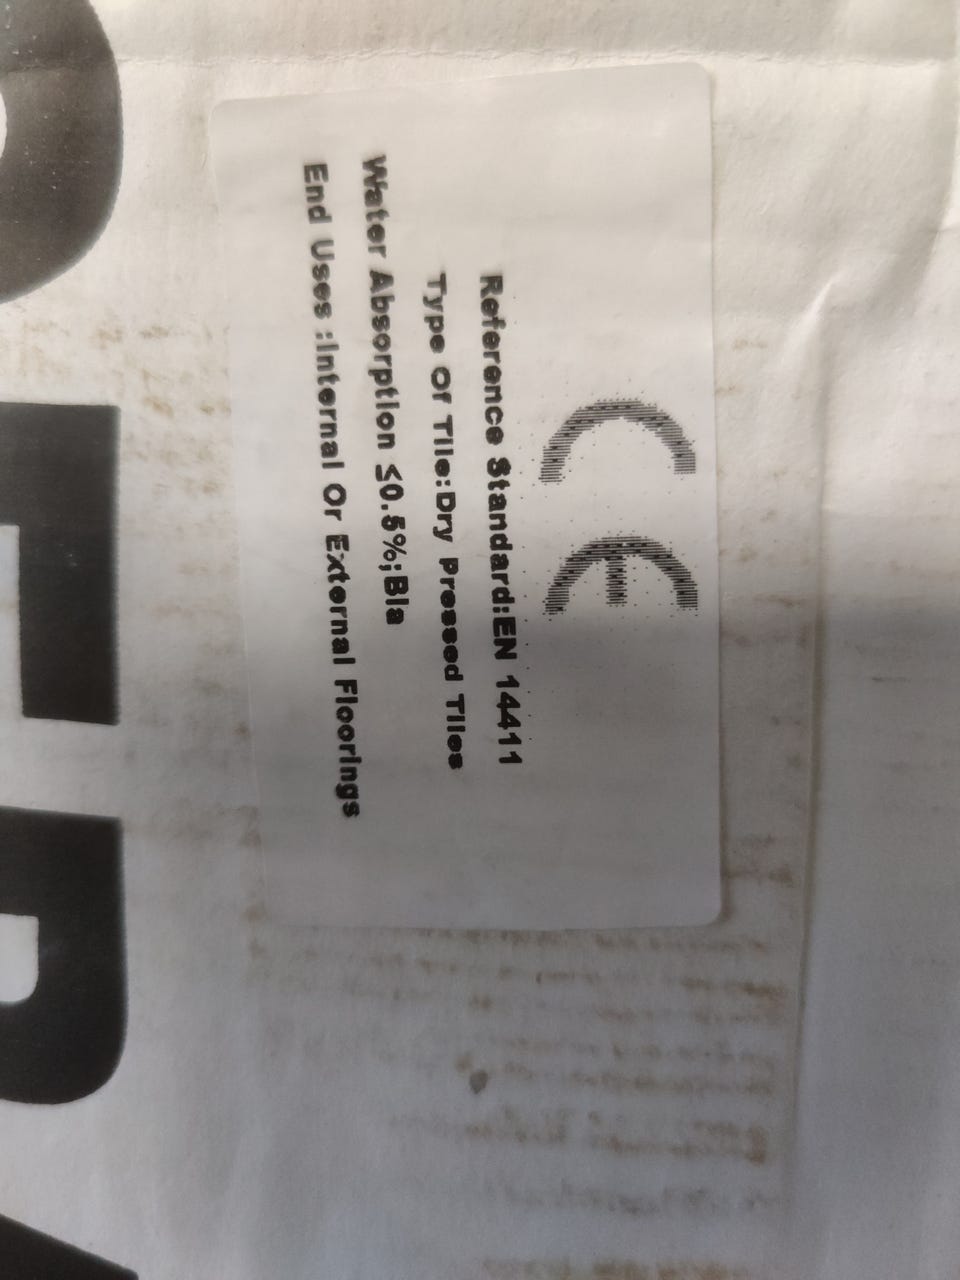 CE
Reference Standard:EN 14411
Type Of Tile:Dry Pressed Tiles
Water Absorption ≤0.5%;BIa
End Uses :Internal Or External Floorings